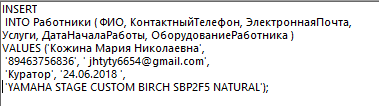 INSERT
INTO Работники ( ФИО, КонтактныйТелефон, ЭлектроннаяПочта,
Услуги, ДатаНачалаРаботы, ОборудованиеРаботника )
VALUES ('Кожина Мария Николаевна',
'89463756836', ' jhtyty6654@gmail.com',
'Куратор', '24.06.2018 ',
'YAMAHA STAGE CUSTOM BIRCH SBP2F5 NATURAL');